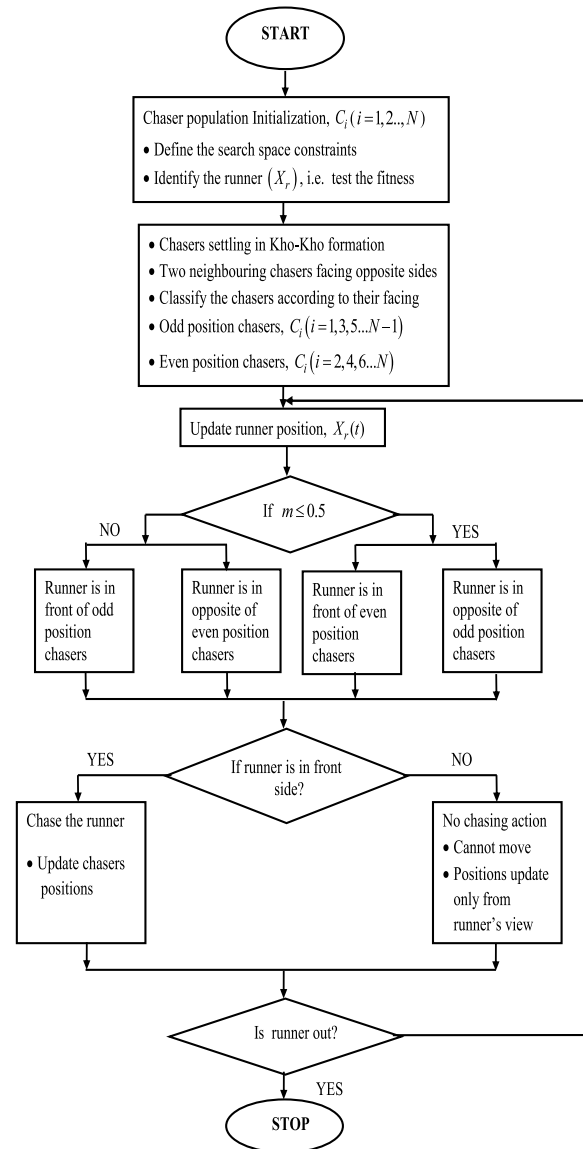 START
Chaser population Initialization, C_i(i=1,2..,N)
• Define the search space constraints
• Identify the runner (X_r), i.e. test the fitness
• Chasers settling in Kho-Kho formation
• Two neighbouring chasers facing opposite sides
• Classify the chasers according to their facing
• Odd position chasers, C_i(i=1,3,5...N−1)
• Even position chasers, C_i(i=2,4,6...N)
Update runner position, X_r(t)
If m≤0.5
NO
YES
Runner is in
front of odd
position
chasers
Runner is in
opposite of
even position
chasers
Runner is in
front of even
position
chasers
Runner is in
opposite of
odd position
chasers
If runner is in front
side?
YES
NO
Chase the runner
• Update chasers
positions
No chasing action
• Cannot move
• Positions update
only from
runner's view
Is runner out?
YES
STOP